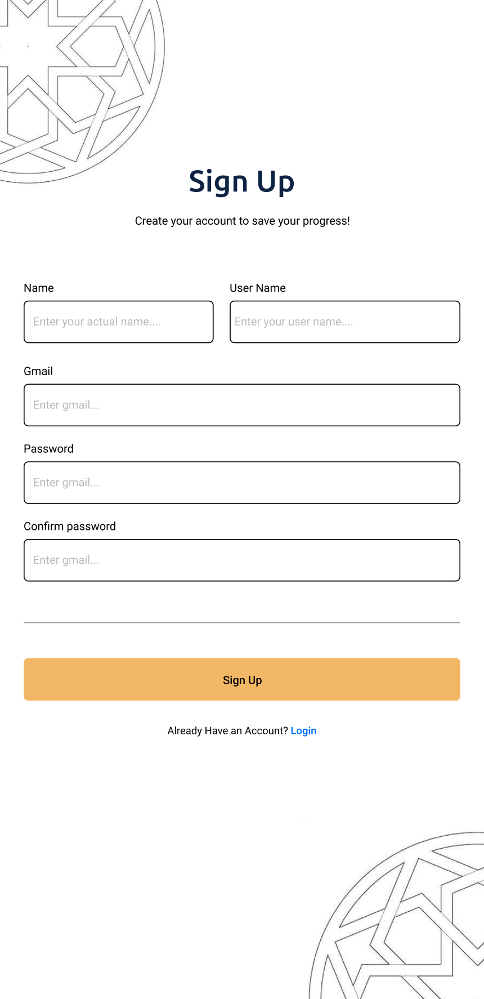 Sign Up
Create your account to save your progress!
Name
User Name
Enter your actual name....
Enter your user name....
Gmail
Enter gmail...
Password
Enter gmail...
Confirm password
Enter gmail...
Sign Up
Already Have an Account? Login